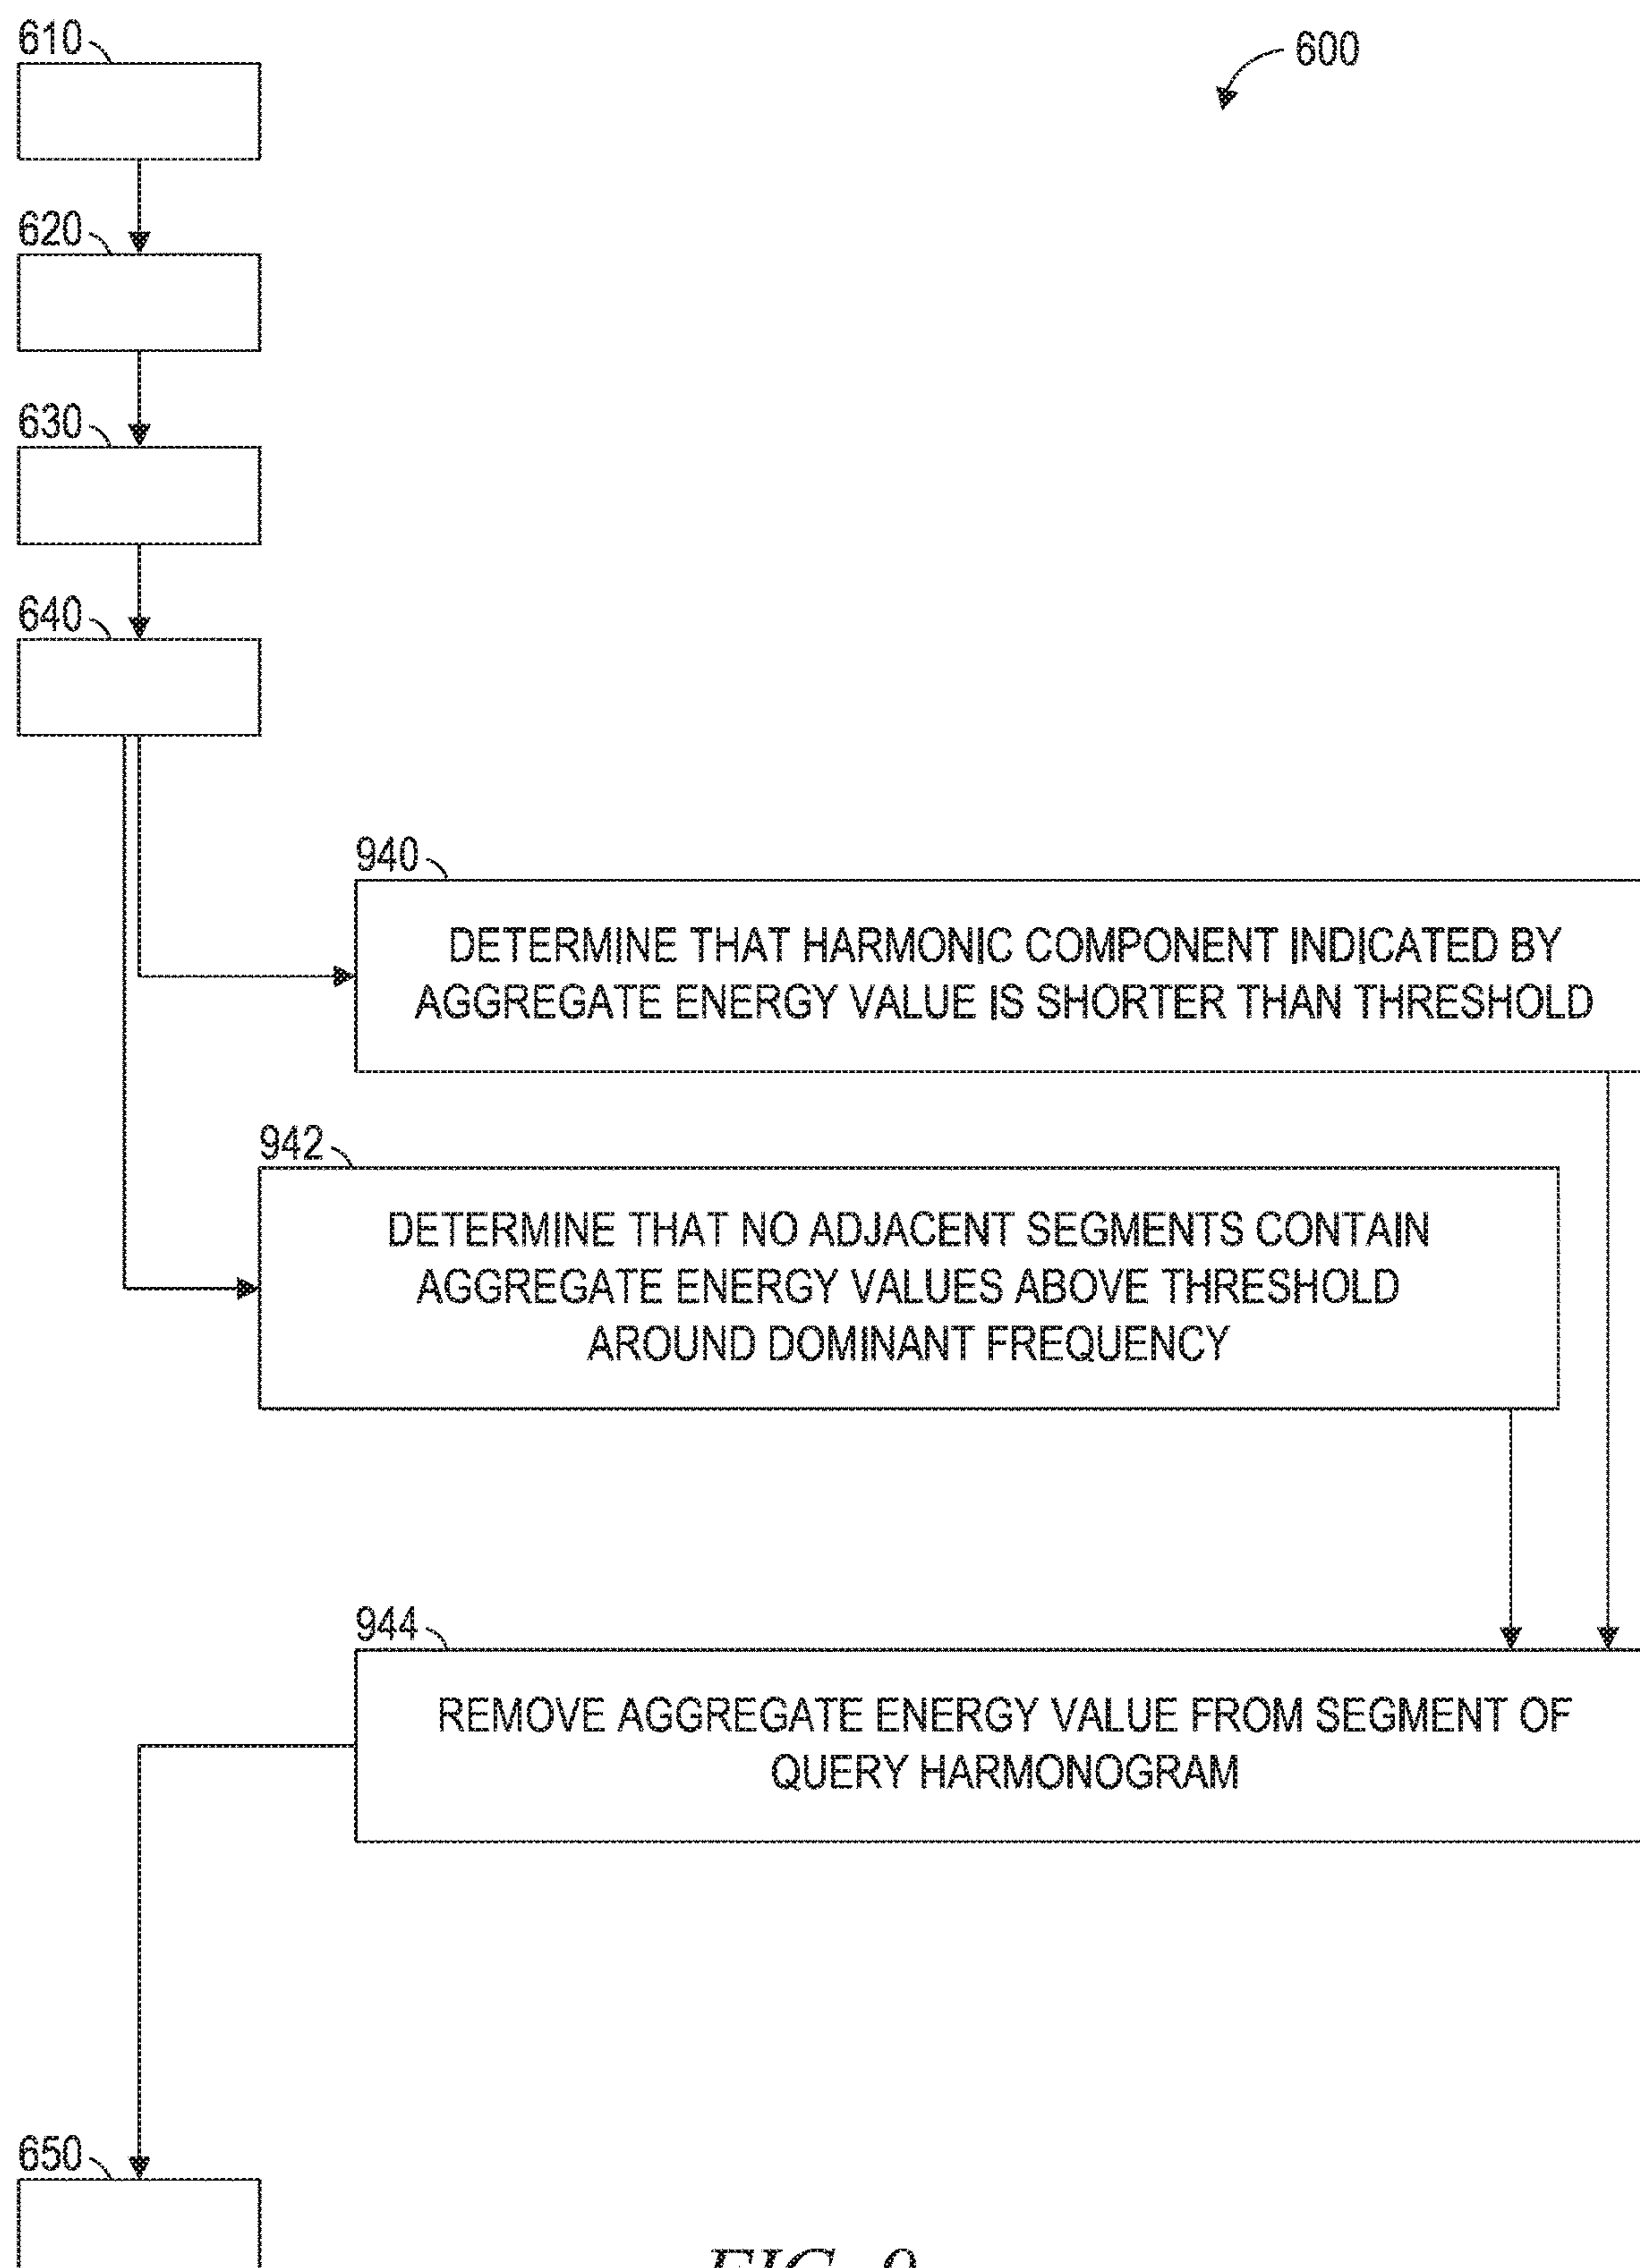 610
600
620
630
640
940
DETERMINE THAT HARMONIC COMPONENT INDICATED BY
AGGREGATE ENERGY VALUE IS SHORTER THAN THRESHOLD
942
DETERMINE THAT NO ADJACENT SEGMENTS CONTAIN
AGGREGATE ENERGY VALUES ABOVE THRESHOLD
AROUND DOMINANT FREQUENCY
944
REMOVE AGGREGATE ENERGY VALUE FROM SEGMENT OF
QUERY HARMONOGRAM
650
FIG. 9